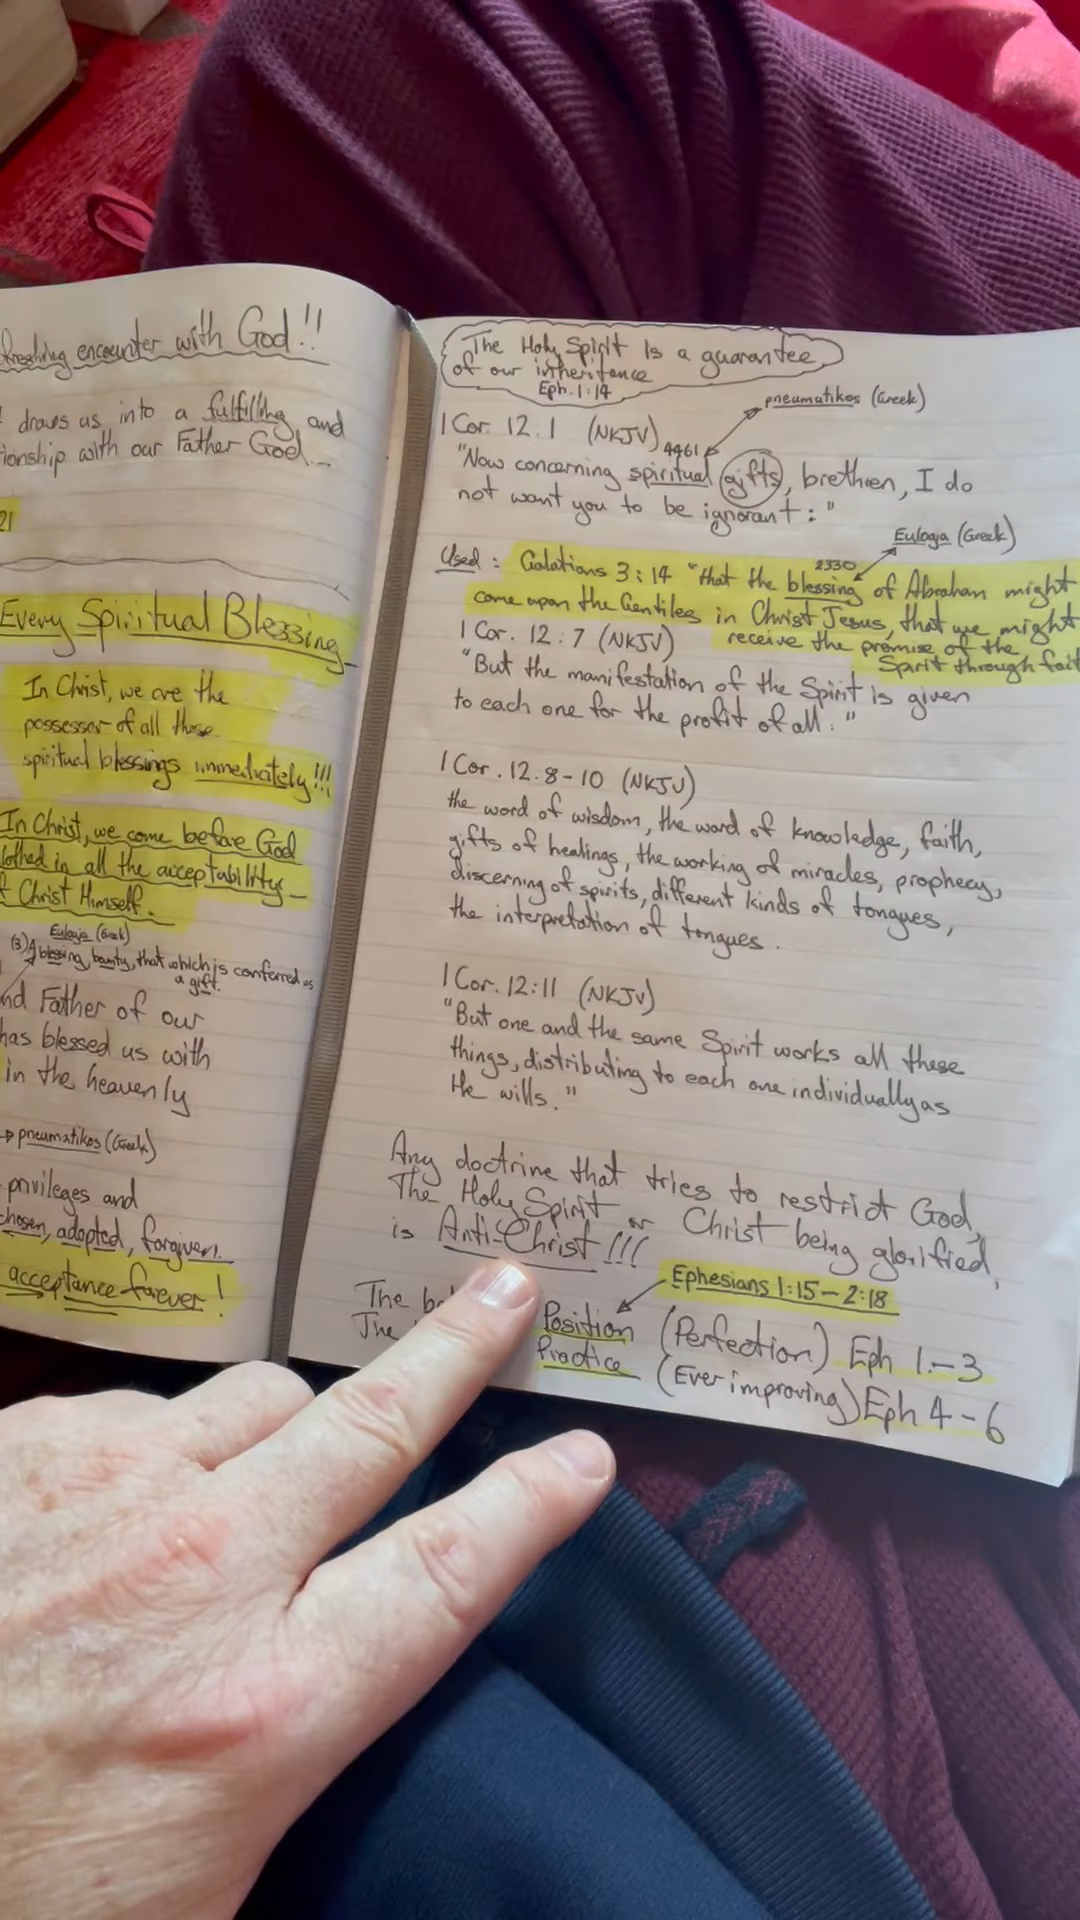 freshing encounter with God!!
draws us into a fulfilling and
ionship with our Father God...
21
Every Spiritual Blessing
In Christ, we are the
possessor of all these
spiritual blessings immediately!!!
In Christ, we come before God
lothed in all the acceptability
f Christ Himself.
Eulogia (Greek)
(3) A blessing, bounty, that which is conferred as
a gift.
nd Father of our
has blessed us with
in the heavenly
pneumatikos (Greek)
privileges and
chosen, adopted, forgiven.
acceptance forever!
The Holy Spirit Is a guarantee
of our inheritance
Eph. 1:14
pneumatikos (Greek)
1 Cor. 12.1 (NKJV)
4461
"Now concerning spiritual gifts, brethren, I do
not want you to be ignorant:"
Eulogia (Greek)
2330
Used: Galatians 3:14 "that the blessing of Abraham might
come upon the Gentiles in Christ Jesus, that we might
receive the promise of the
Spirit through fait
1 Cor. 12:7 (NKJV)
"But the manifestation of the Spirit is given
to each one for the profit of all:"
1 Cor. 12:8-10 (NKJV)
the word of wisdom, the word of knowledge, faith,
gifts of healings, the working of miracles, prophecy,
discerning of spirits, different kinds of tongues,
the interpretation of tongues.
1 Cor. 12:11 (NKJV)
"But one and the same Spirit works all these
things, distributing to each one individually as
He wills."
Any doctrine that tries to restrict God,
The Holy Spirit or Christ being glorified,
is Anti-Christ!!!
Ephesians 1:15-2:18
The Position (Perfection) Eph 1.-3
The Practice (Ever improving) Eph 4-6